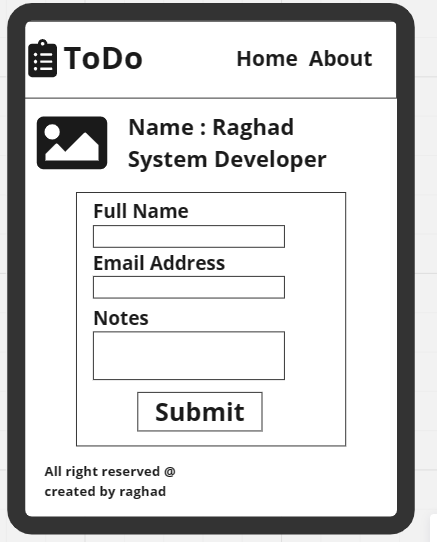 ToDo
Home About
Name : Raghad
System Developer
Full Name
Email Address
Notes
Submit
All right reserved @
created by raghad